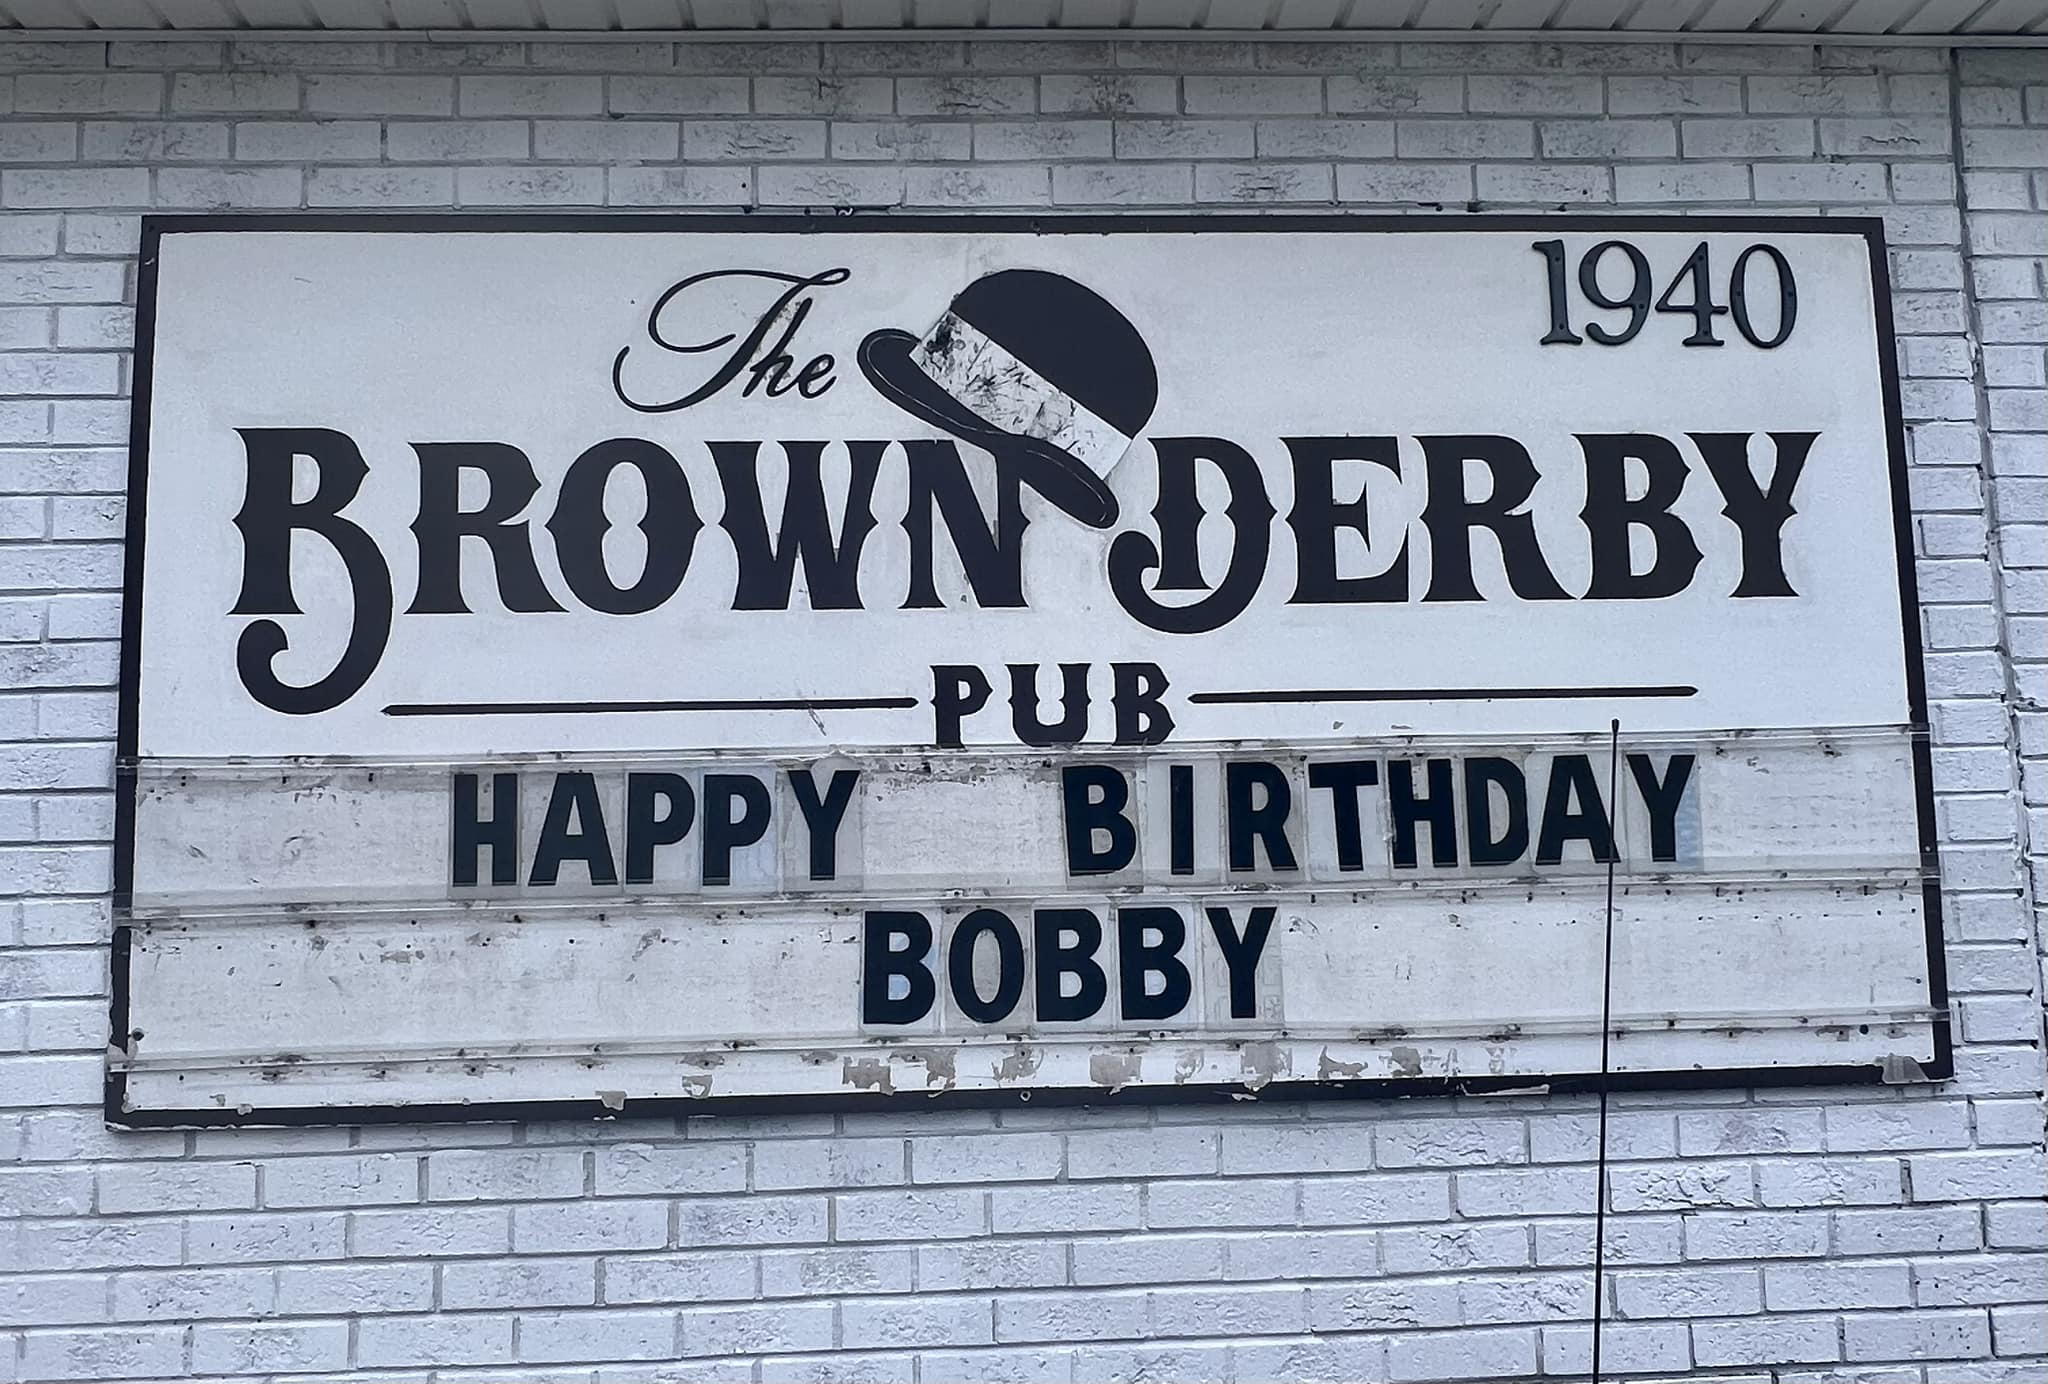 1940
The
BROWN DERBY
PUB
HAPPY BIRTHDAY
BOBBY